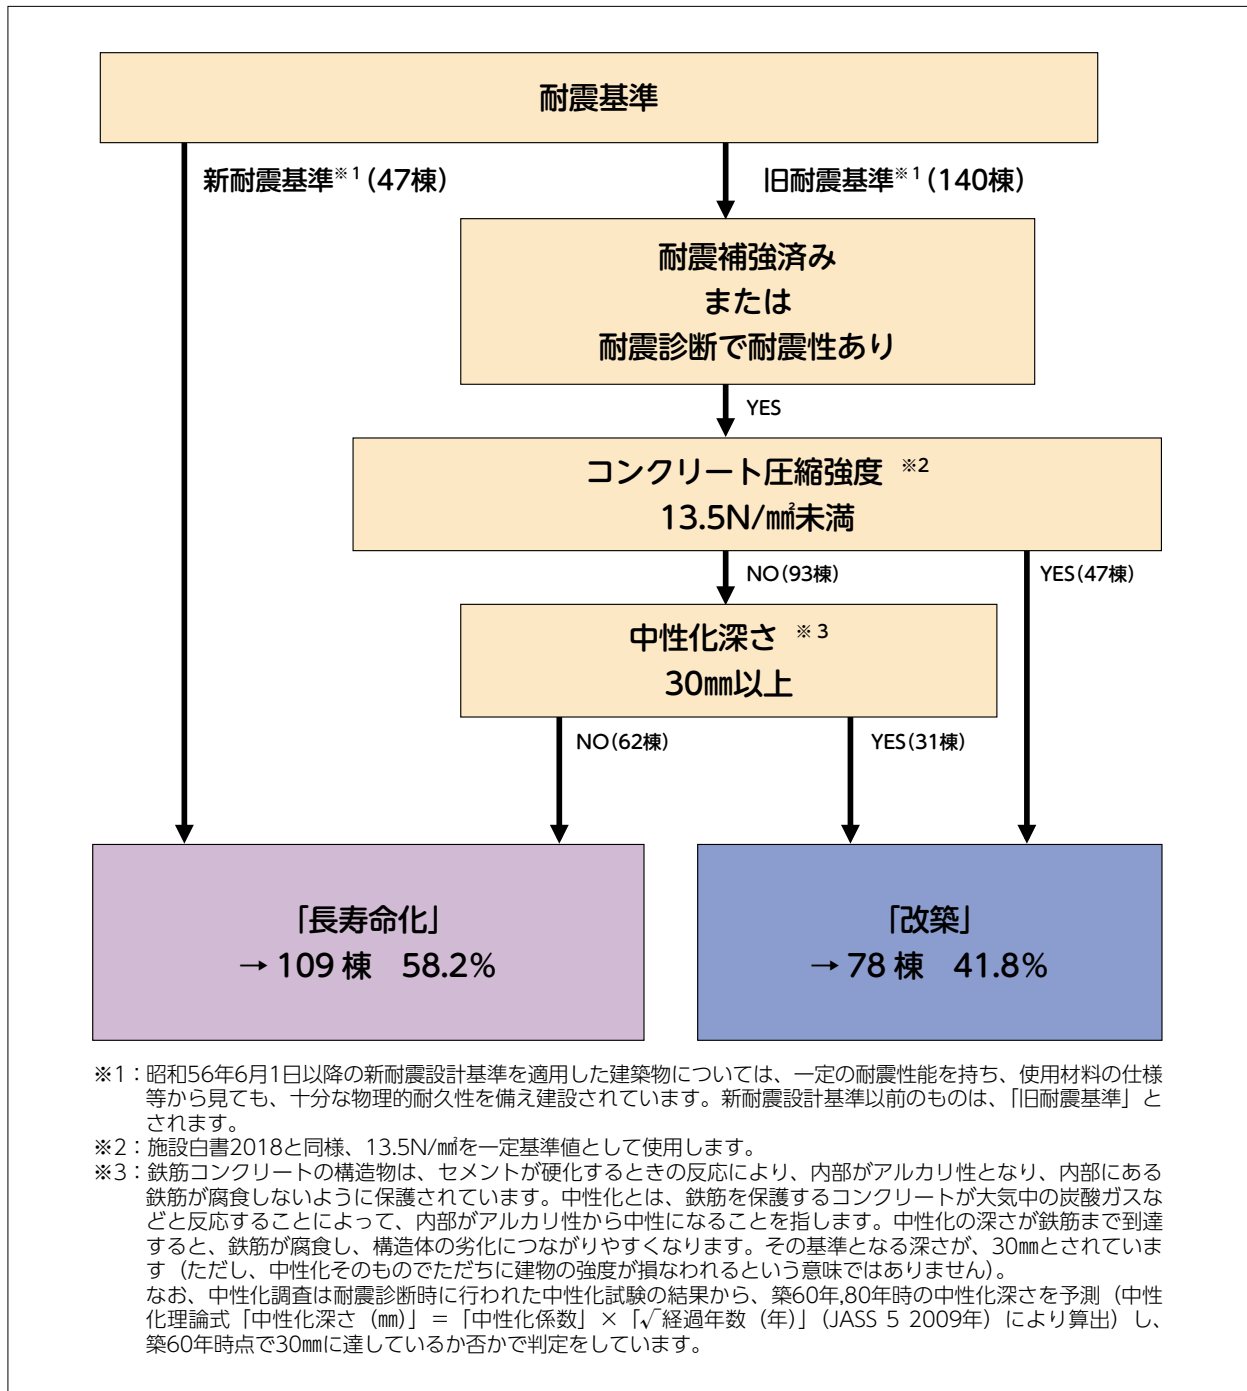 耐震基準
新耐震基準※1(47棟)
旧耐震基準※1(140棟)
耐震補強済み
または
耐震診断で耐震性あり
YES
コンクリート圧縮強度 ※2
13.5N/㎟未満
NO(93棟)
YES(47棟)
中性化深さ ※3
30㎜以上
NO(62棟)
YES(31棟)
「長寿命化」
→ 109 棟 58.2%
「改築」
→ 78 棟 41.8%
※1:昭和56年6月1日以降の新耐震設計基準を適用した建築物については、一定の耐震性能を持ち、使用材料の仕様
等から見ても、十分な物理的耐久性を備え建設されています。新耐震設計基準以前のものは、「旧耐震基準」と
されます。
※2:施設白書2018と同様、13.5N/㎟を一定基準値として使用します。
※3:鉄筋コンクリートの構造物は、セメントが硬化するときの反応により、内部がアルカリ性となり、内部にある
鉄筋が腐食しないように保護されています。中性化とは、鉄筋を保護するコンクリートが大気中の炭酸ガスな
どと反応することによって、内部がアルカリ性から中性になることを指します。中性化の深さが鉄筋まで到達
すると、鉄筋が腐食し、構造体の劣化につながりやすくなります。その基準となる深さが、30㎜とされていま
す(ただし、中性化そのものでただちに建物の強度が損なわれるという意味ではありません)。
なお、中性化調査は耐震診断時に行われた中性化試験の結果から、築60年,80年時の中性化深さを予測(中性
化理論式「中性化深さ(㎜)」=「中性化係数」×「√経過年数(年)」(JASS 5 2009年)により算出)し、
築60年時点で30㎜に達しているか否かで判定をしています。